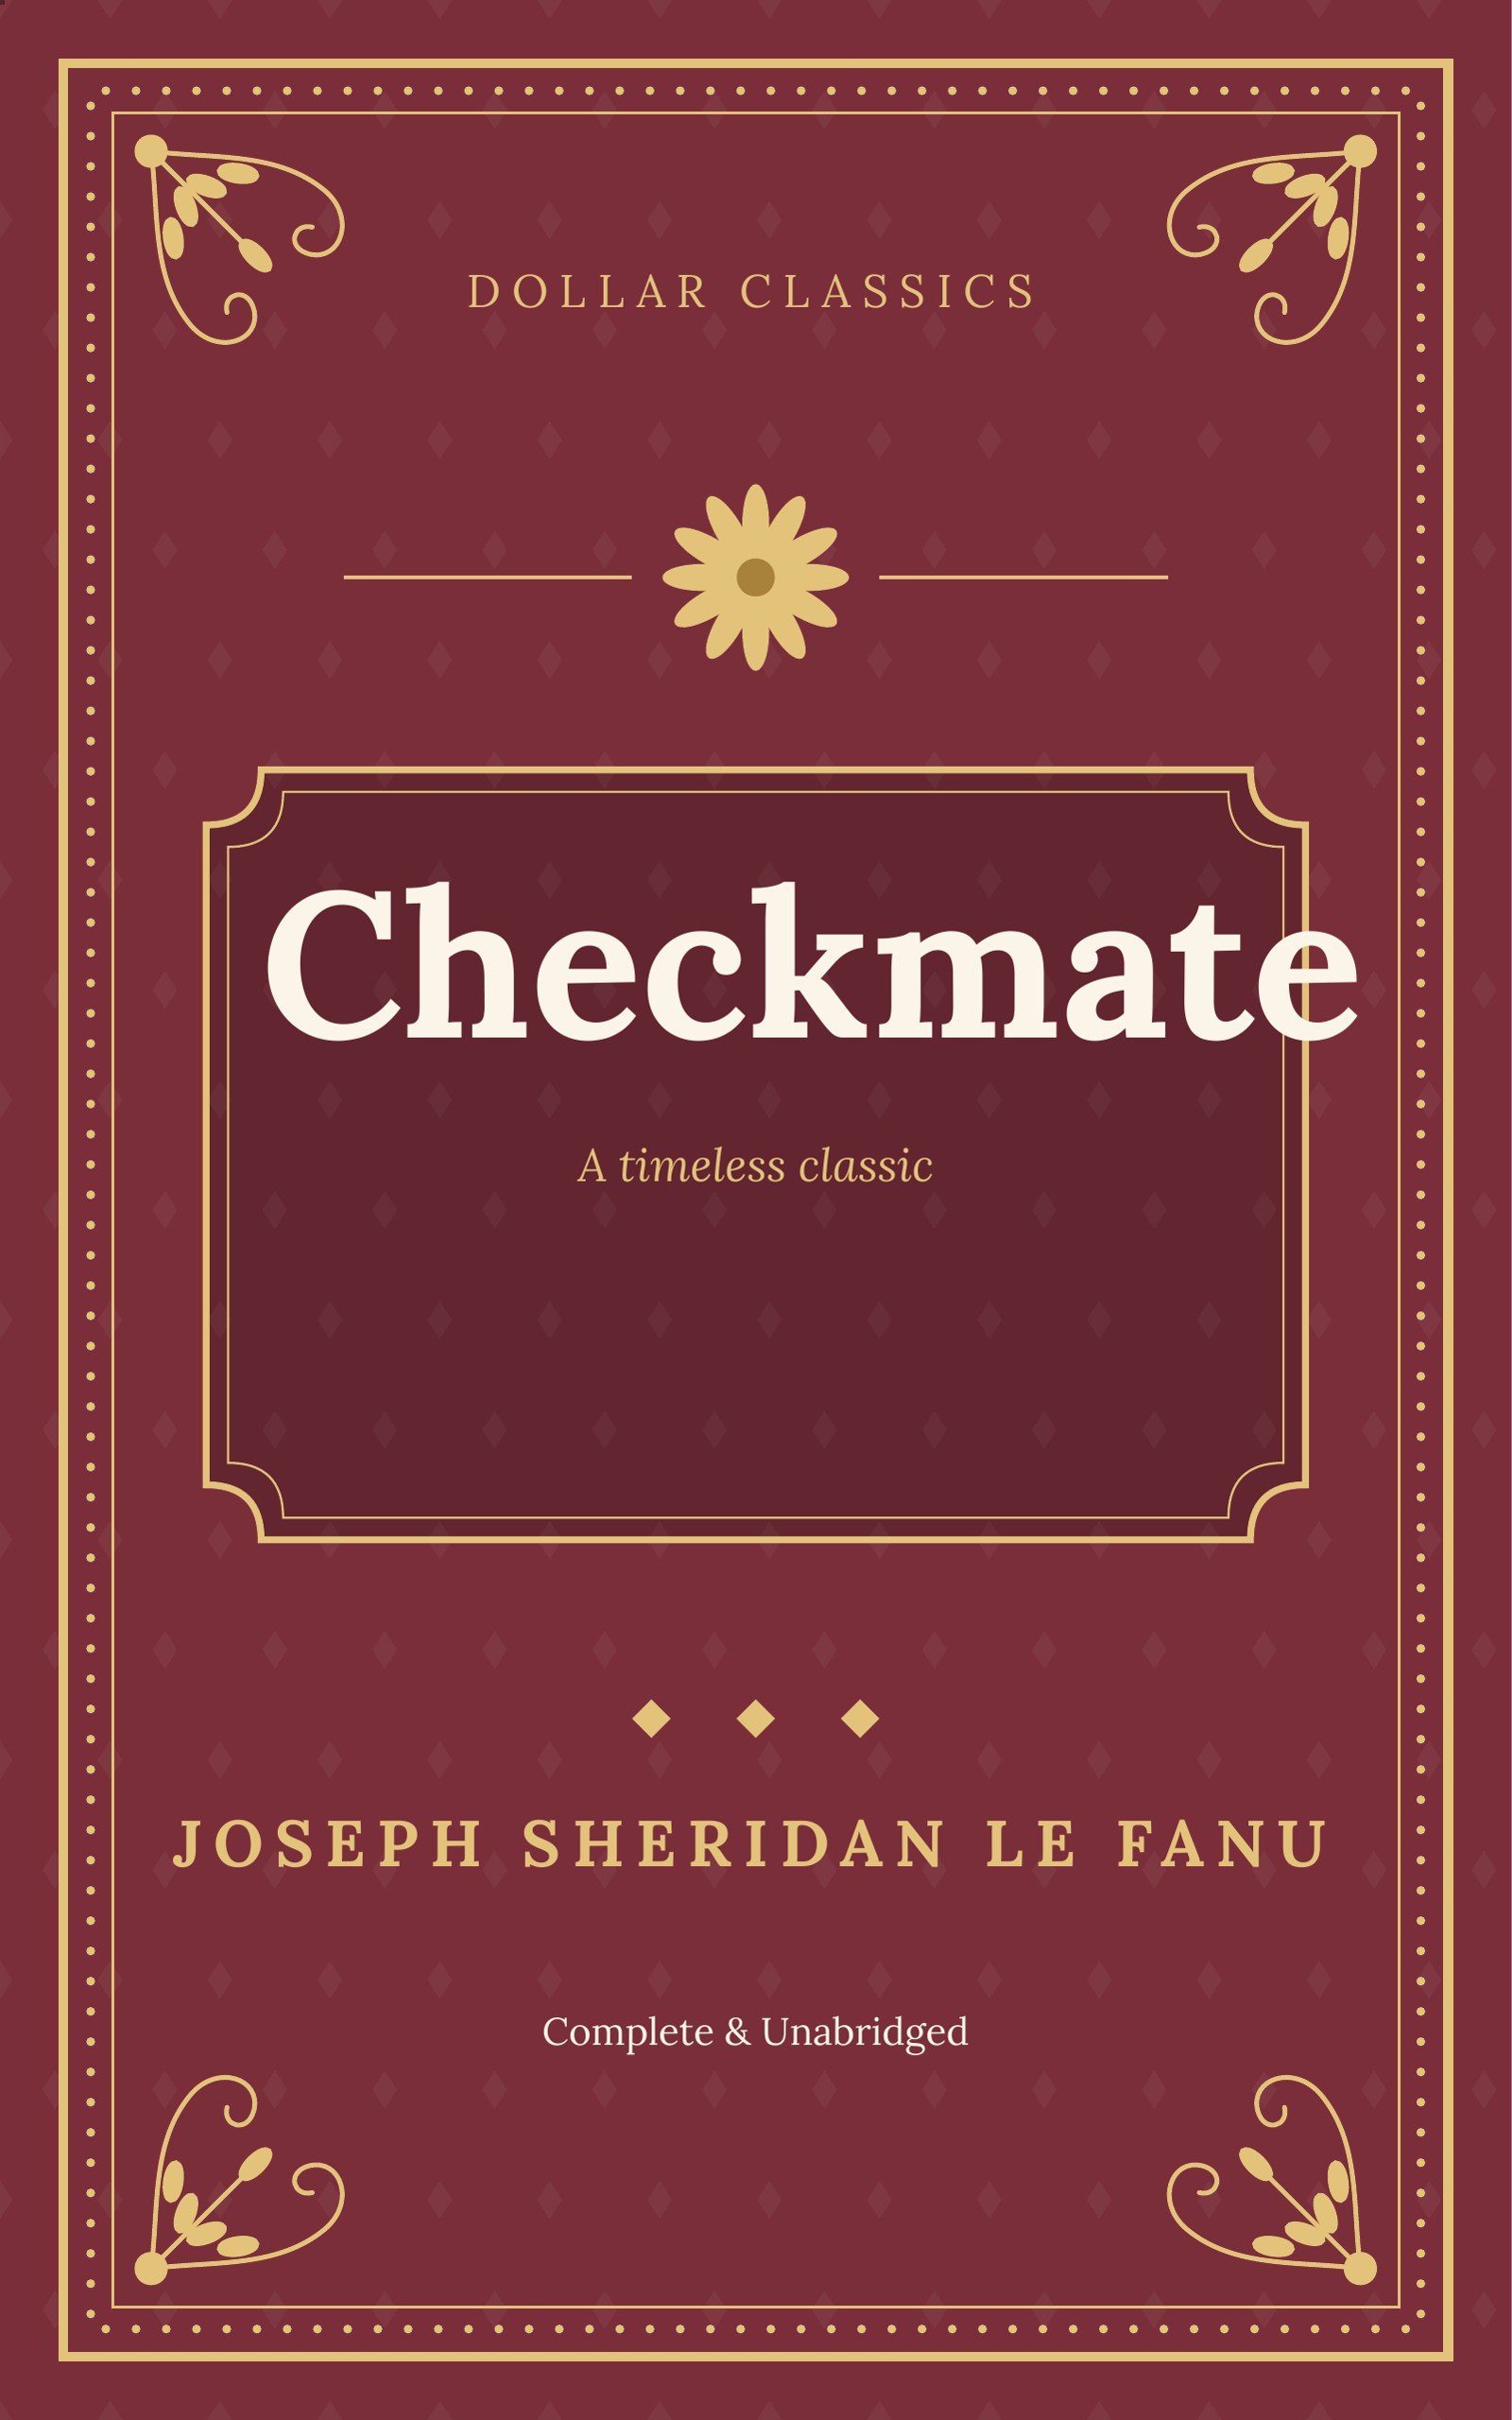 DOLLAR CLASSICS
Checkmate
A timeless classic
JOSEPH SHERIDAN LE FANU
Complete & Unabridged